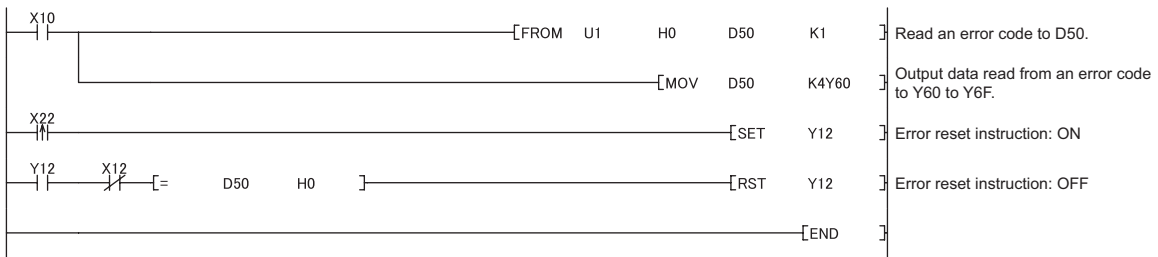 X10
[FROM U1 H0 D50 K1 ] Read an error code to D50.
[MOV D50 K4Y60 ] Output data read from an error code
to Y60 to Y6F.
X22
[SET Y12 ] Error reset instruction: ON
Y12 X12
[= D50 H0 ] [RST Y12 ] Error reset instruction: OFF
[END ]